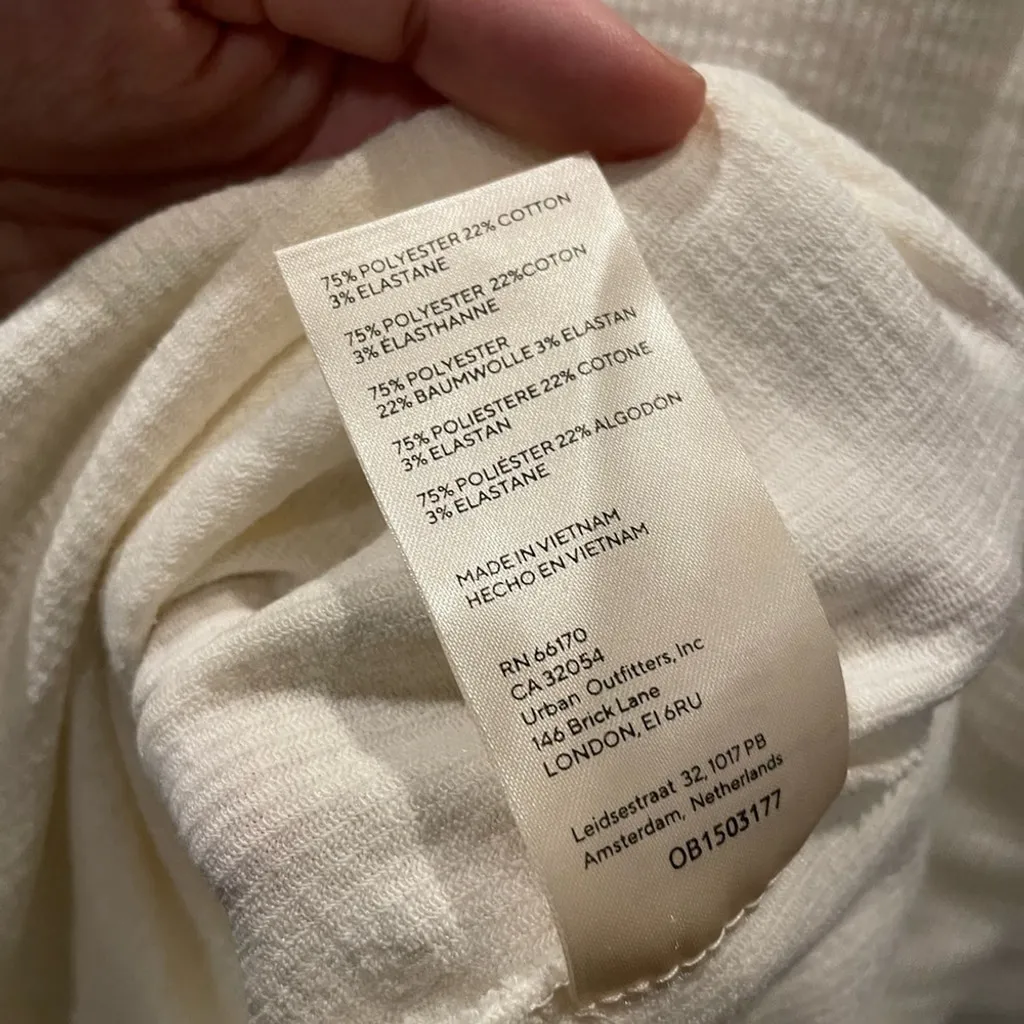 75% POLYESTER 22% COTTON
3% ELASTANE
75% POLYESTER 22%COTON
3% ÉLASTHANNE
75% POLYESTER
22% BAUMWOLLE 3% ELASTAN
75% POLIESTERE 22% COTONE
3% ELASTAN
75% POLIÉSTER 22% ALGODÓN
3% ELASTANE
MADE IN VIETNAM
HECHO EN VIETNAM
RN 66170
CA 32054
Urban Outfitters, Inc
146 Brick Lane
LONDON, E1 6RU
Leidsestraat 32, 1017 PB
Amsterdam, Netherlands
OB1503177